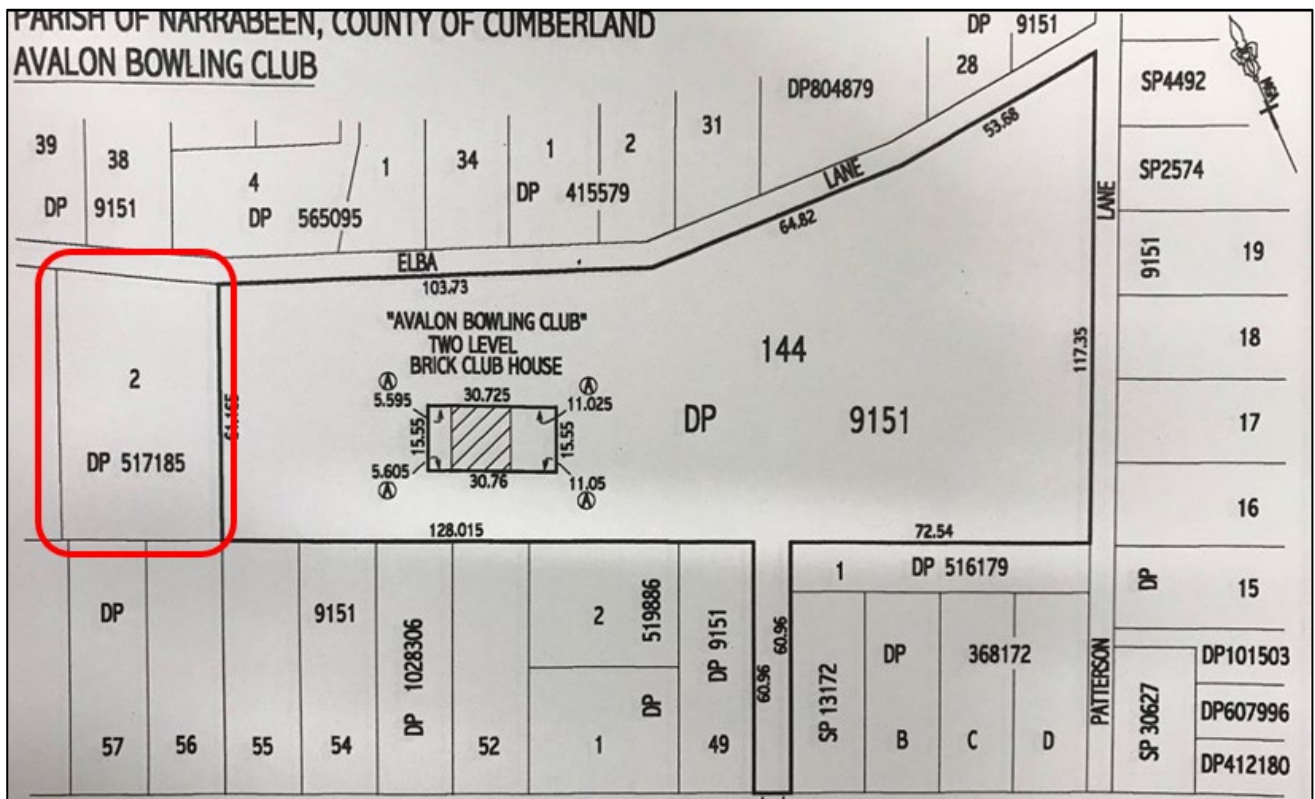 PARISH OF NARRABEEN, COUNTY OF CUMBERLAND
AVALON BOWLING CLUB
DP 9151
28
DP804879
MGA
SP4492
39
38
DP 9151
4
DP 565095
1
34
1
2
DP 415579
31
LANE
53.68
64.82
SP2574
LANE
9151
19
ELBA
103.73
2
DP 517185
61.165
"AVALON BOWLING CLUB"
TWO LEVEL
BRICK CLUB HOUSE
Ⓐ
30.725
Ⓐ
5.595
11.025
15.55
15.55
5.605
30.76
11.05
Ⓐ
Ⓐ
144
DP 9151
117.35
18
17
16
128.015
72.54
1
DP 516179
DP
15
DP
9151
DP 1028306
2
DP 519886
DP 9151
60.96
60.96
SP 13172
DP 368172
PATTERSON
SP 30627
DP101503
DP607996
DP412180
57
56
55
54
52
1
49
B
C
D